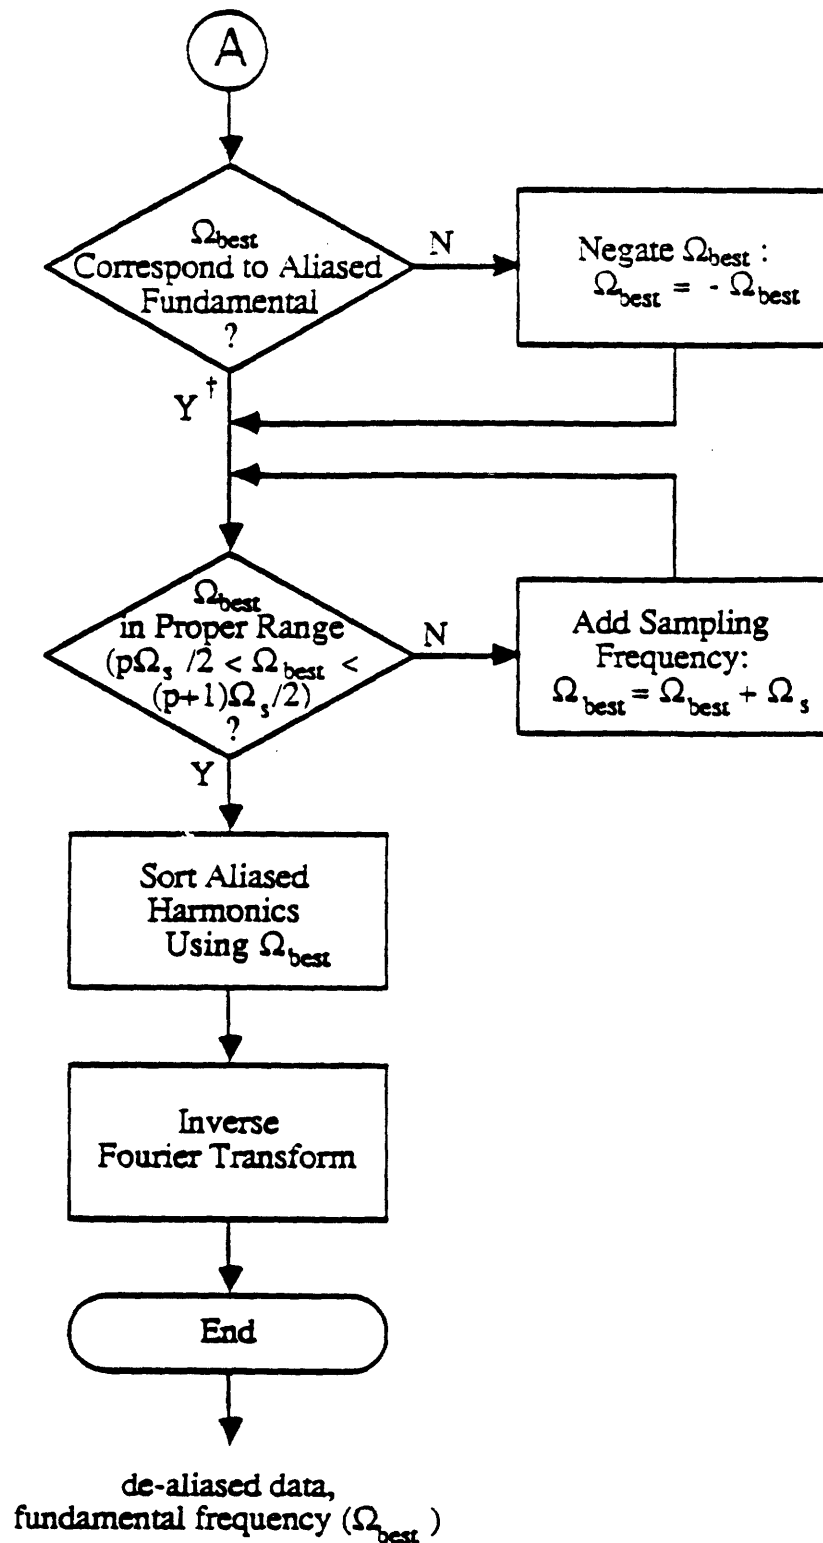 A
Ω_best
Correspond to Aliased
Fundamental
?
N
Negate Ω_best :
Ω_best = - Ω_best
Y †
Ω_best
in Proper Range
(pΩ_s /2 < Ω_best <
(p+1)Ω_s/2)
?
N
Add Sampling
Frequency:
Ω_best = Ω_best + Ω_s
Y
Sort Aliased
Harmonics
Using Ω_best
Inverse
Fourier Transform
End
de-aliased data,
fundamental frequency (Ω_best )